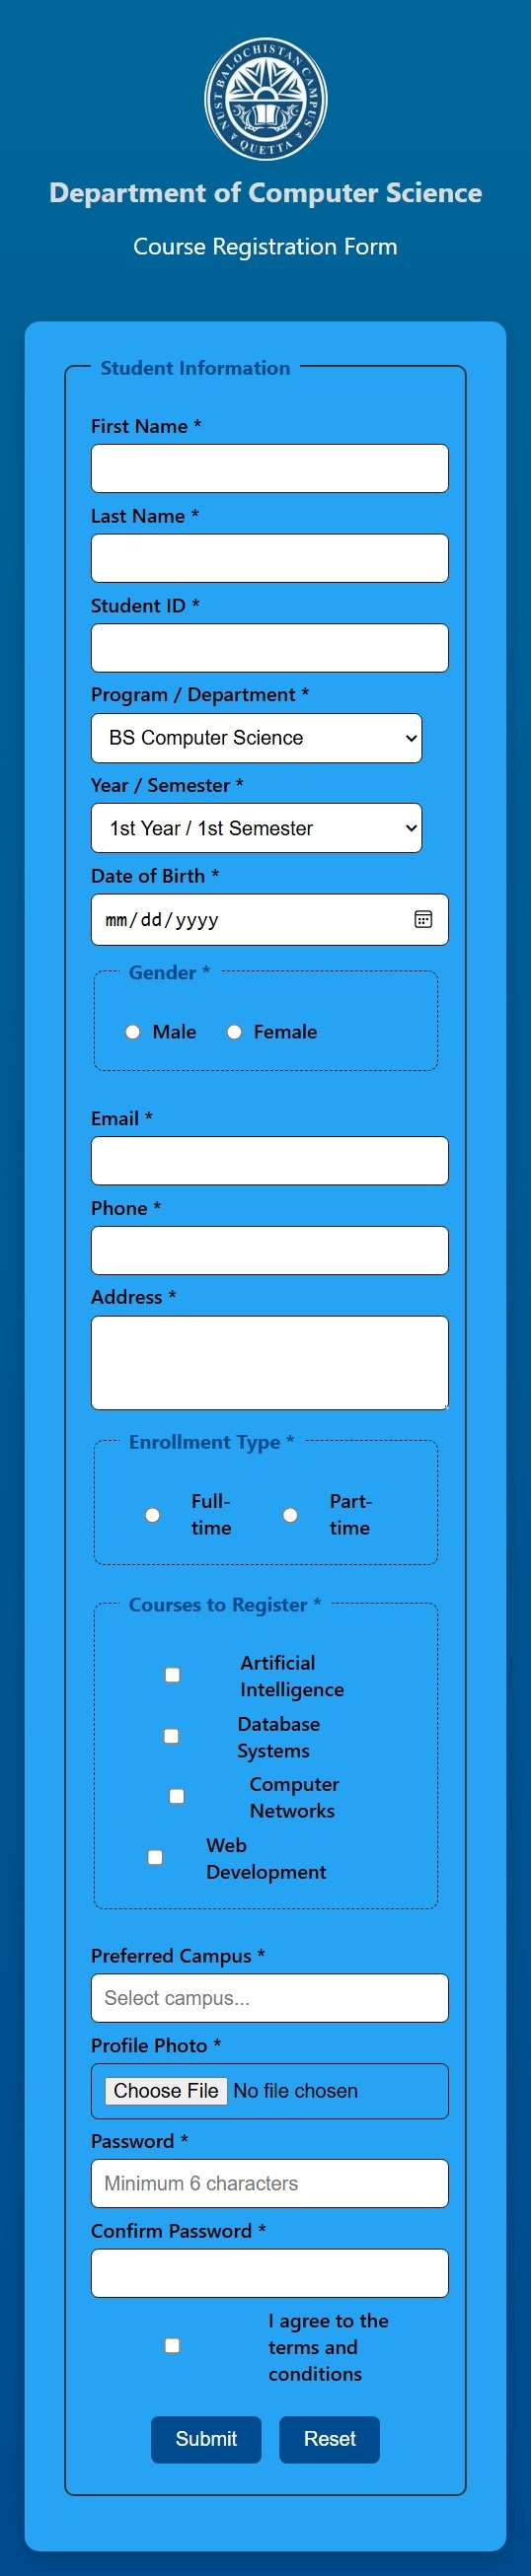 NUST BALOCHISTAN CAMPUS
QUETTA
Department of Computer Science
Course Registration Form
Student Information
First Name *
Last Name *
Student ID *
Program / Department *
BS Computer Science
Year / Semester *
1st Year / 1st Semester
Date of Birth *
mm/dd/yyyy
Gender *
Male Female
Email *
Phone *
Address *
Enrollment Type *
Full- Part-
time time
Courses to Register *
Artificial
Intelligence
Database
Systems
Computer
Networks
Web
Development
Preferred Campus *
Select campus...
Profile Photo *
Choose File No file chosen
Password *
Minimum 6 characters
Confirm Password *
I agree to the
terms and
conditions
Submit Reset